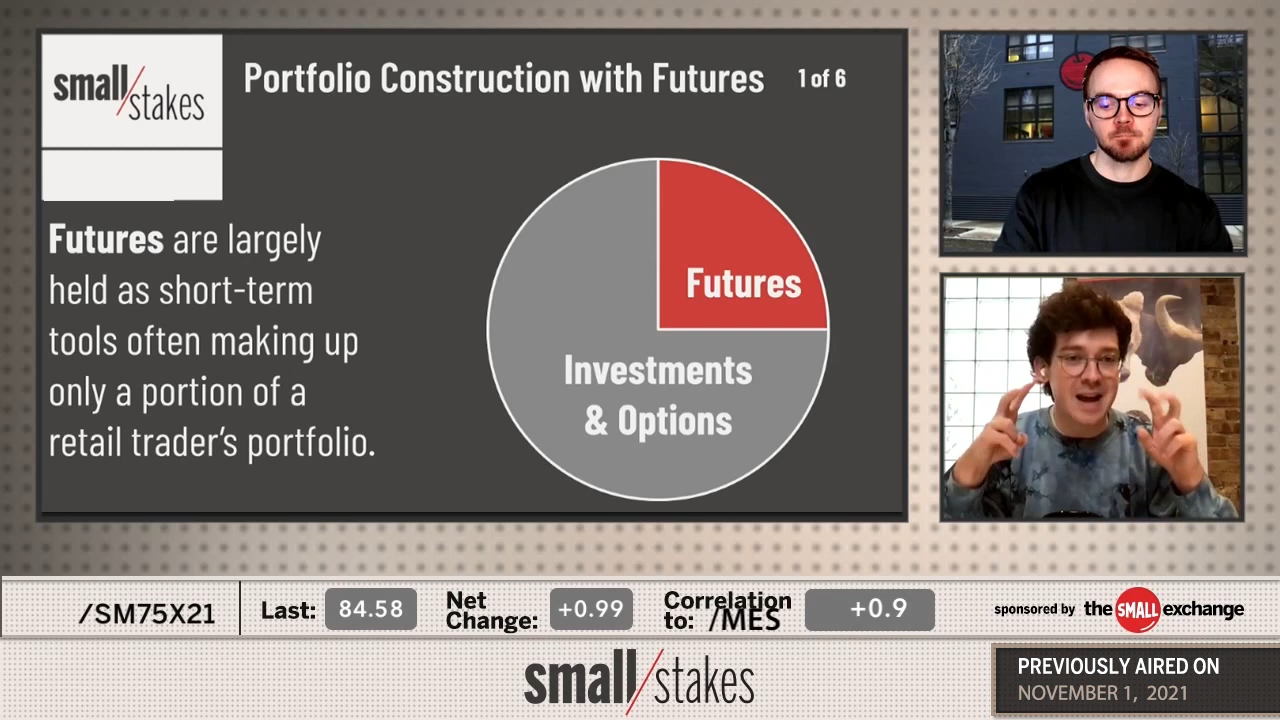 small/stakes
Portfolio Construction with Futures 1 of 6
Futures are largely
held as short-term
tools often making up
only a portion of a
retail trader's portfolio.
Futures
Investments
& Options
/SM75X21
Last: 84.58
Net
Change: +0.99
Correlation
to: /MES +0.9
sponsored by the SMALL exchange
small/stakes
PREVIOUSLY AIRED ON
NOVEMBER 1, 2021